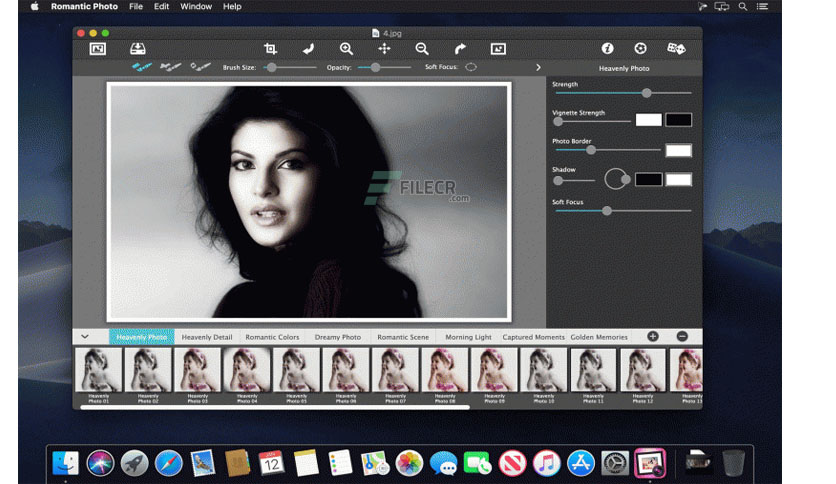 Romantic Photo File Edit Window Help
4.jpg
Brush Size: Opacity: Soft Focus:
Heavenly Photo
Strength
Vignette Strength
Photo Border
Shadow
Soft Focus
FILECR
.com
Heavenly Photo Heavenly Detail Romantic Colors Dreamy Photo Romantic Scene Morning Light Captured Moments Golden Memories
Heavenly Photo 01
Heavenly Photo 02
Heavenly Photo 03
Heavenly Photo 04
Heavenly Photo 05
Heavenly Photo 06
Heavenly Photo 07
Heavenly Photo 08
Heavenly Photo 09
Heavenly Photo 10
Heavenly Photo 11
Heavenly Photo 12
Heavenly
JAN
12